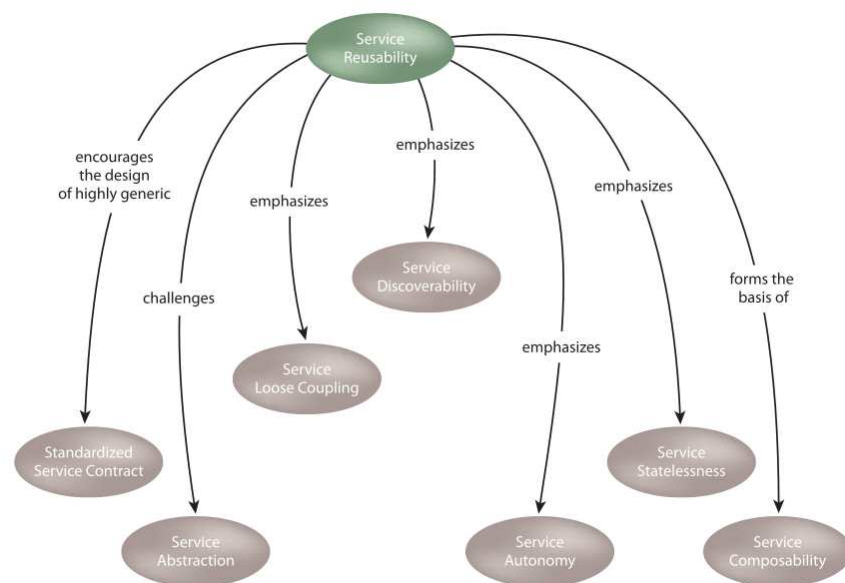 Service
Reusability
encourages
the design
of highly generic
emphasizes
emphasizes
emphasizes
Service
Discoverability
forms the
basis of
challenges
emphasizes
Service
Loose Coupling
Standardized
Service Contract
Service
Statelessness
Service
Abstraction
Service
Autonomy
Service
Composability